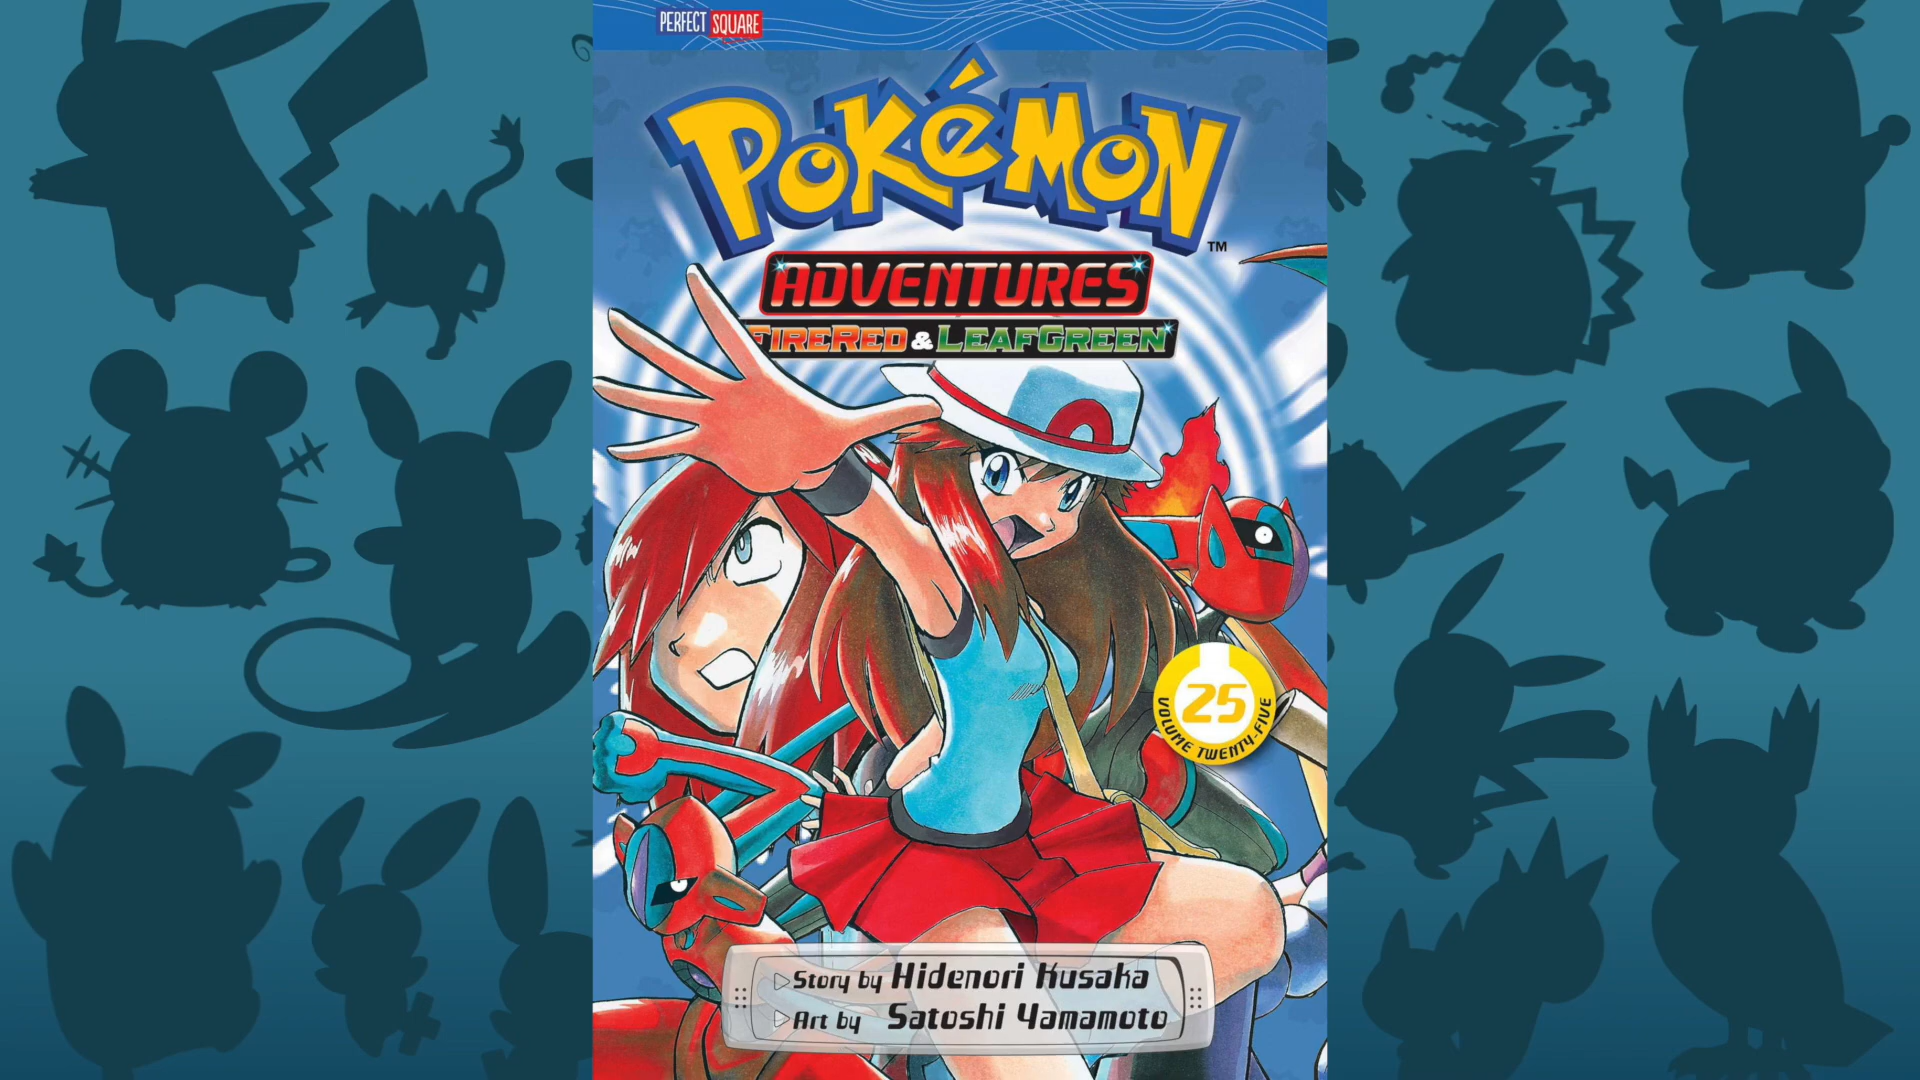 PERFECT SQUARE
POKéMON
TM
ADVENTURES
FIRERED & LEAFGREEN
25
VOLUME TWENTY-FIVE
Story by Hidenori Kusaka
Art by Satoshi Yamamoto